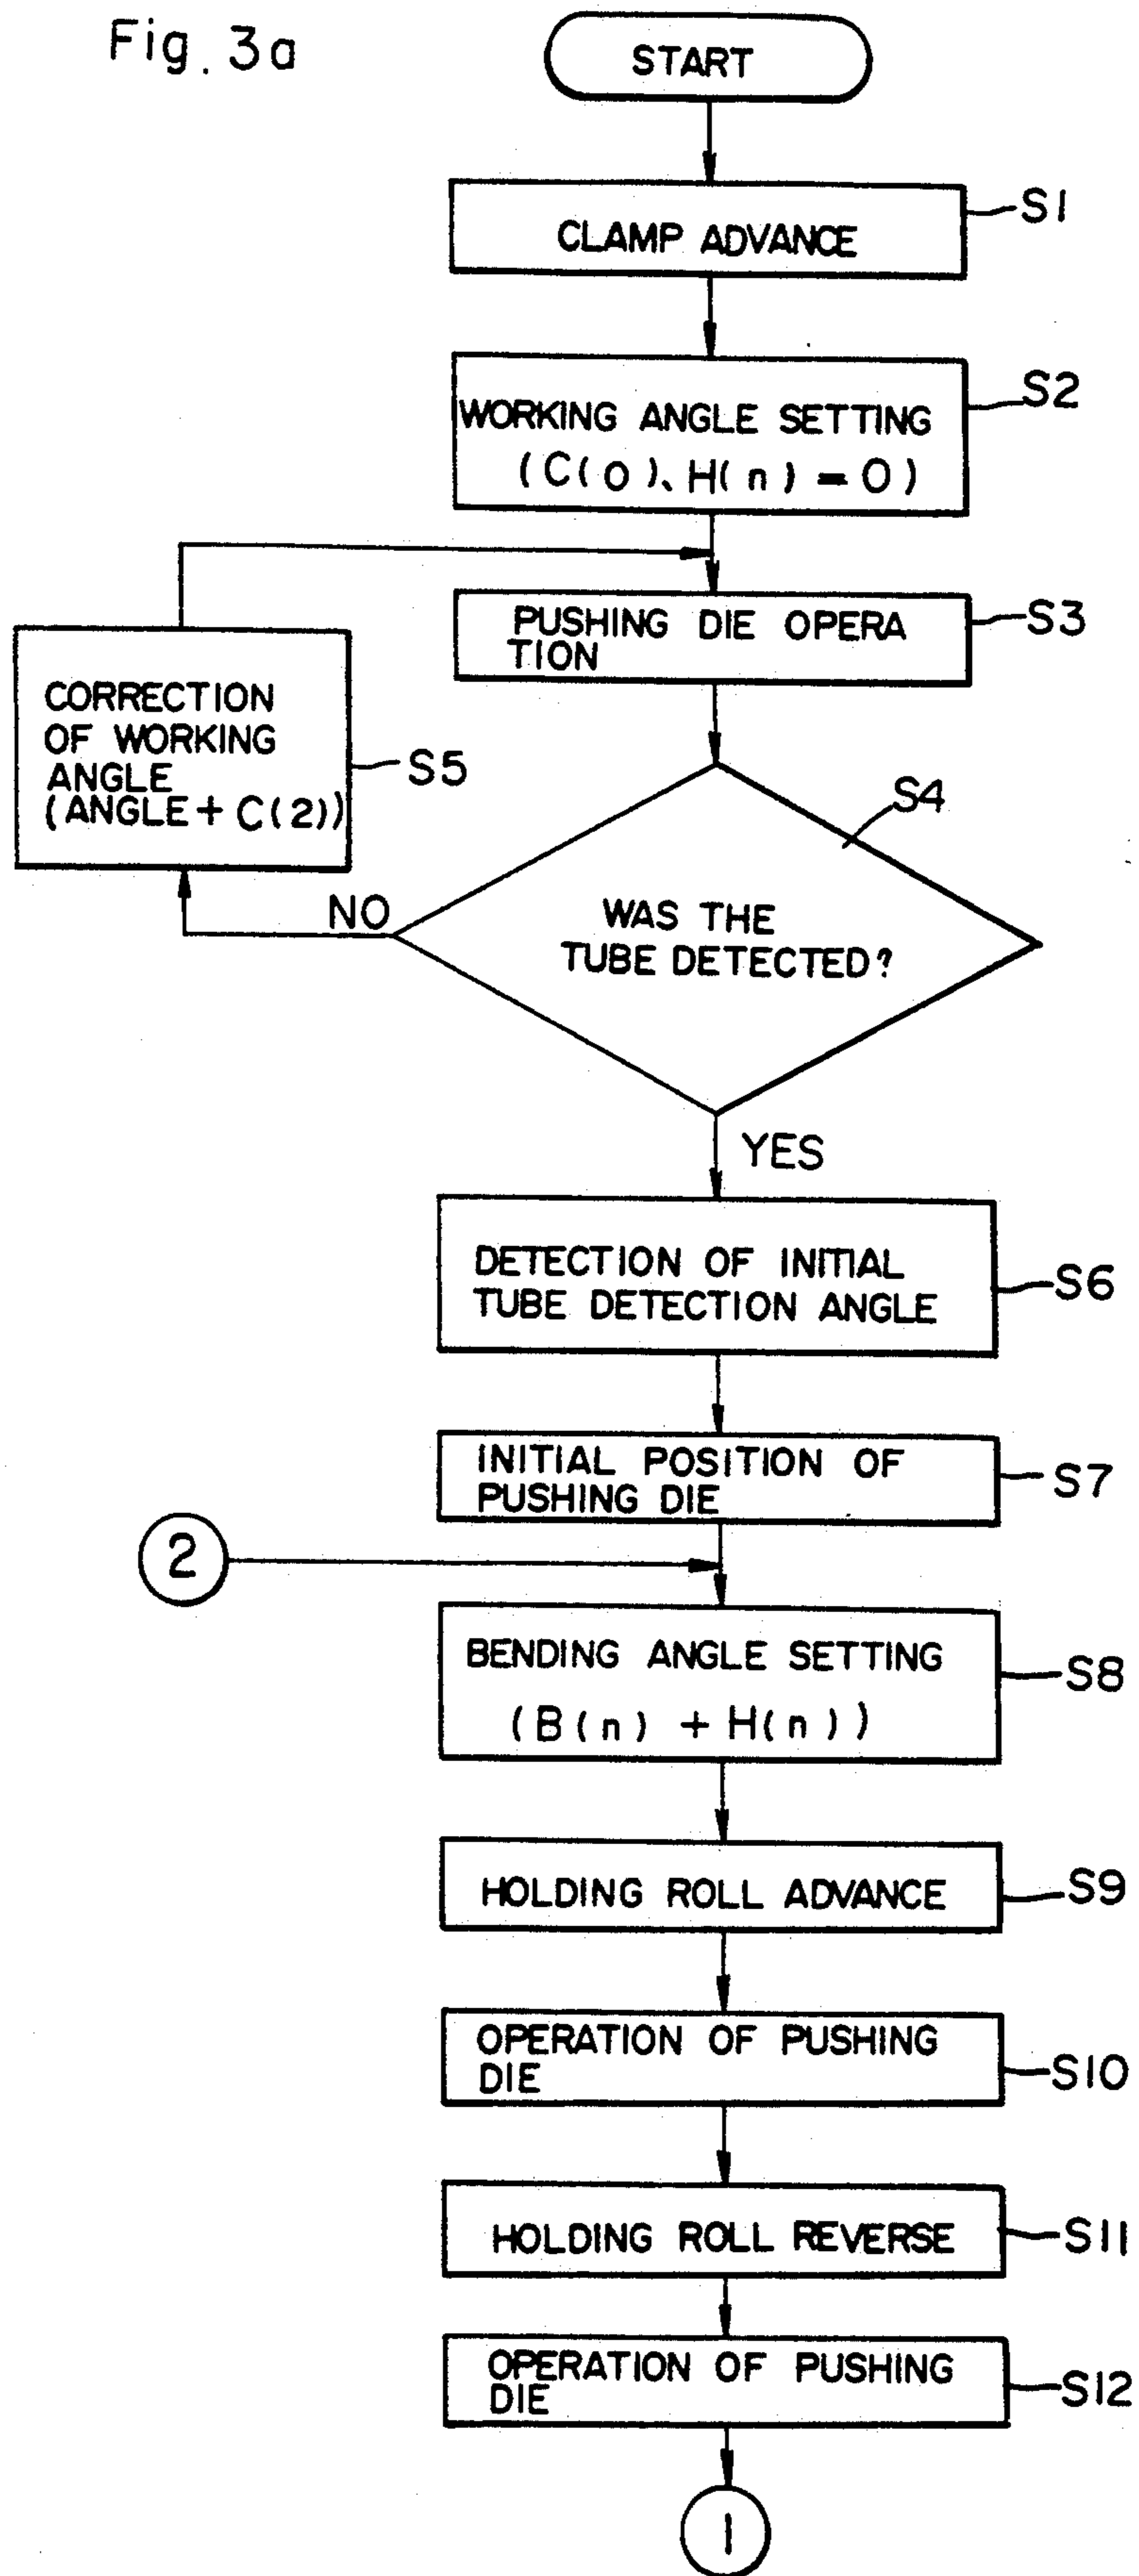 Fig. 3a
START
CLAMP ADVANCE
S1
WORKING ANGLE SETTING
(C(0)、H(n)=0)
S2
PUSHING DIE OPERA
TION
S3
CORRECTION
OF WORKING
ANGLE
(ANGLE+C(2))
S5
S4
WAS THE
TUBE DETECTED?
NO
YES
DETECTION OF INITIAL
TUBE DETECTION ANGLE
S6
INITIAL POSITION OF
PUSHING DIE
S7
2
BENDING ANGLE SETTING
(B(n) + H(n))
S8
HOLDING ROLL ADVANCE
S9
OPERATION OF PUSHING
DIE
S10
HOLDING ROLL REVERSE
S11
OPERATION OF PUSHING
DIE
S12
1